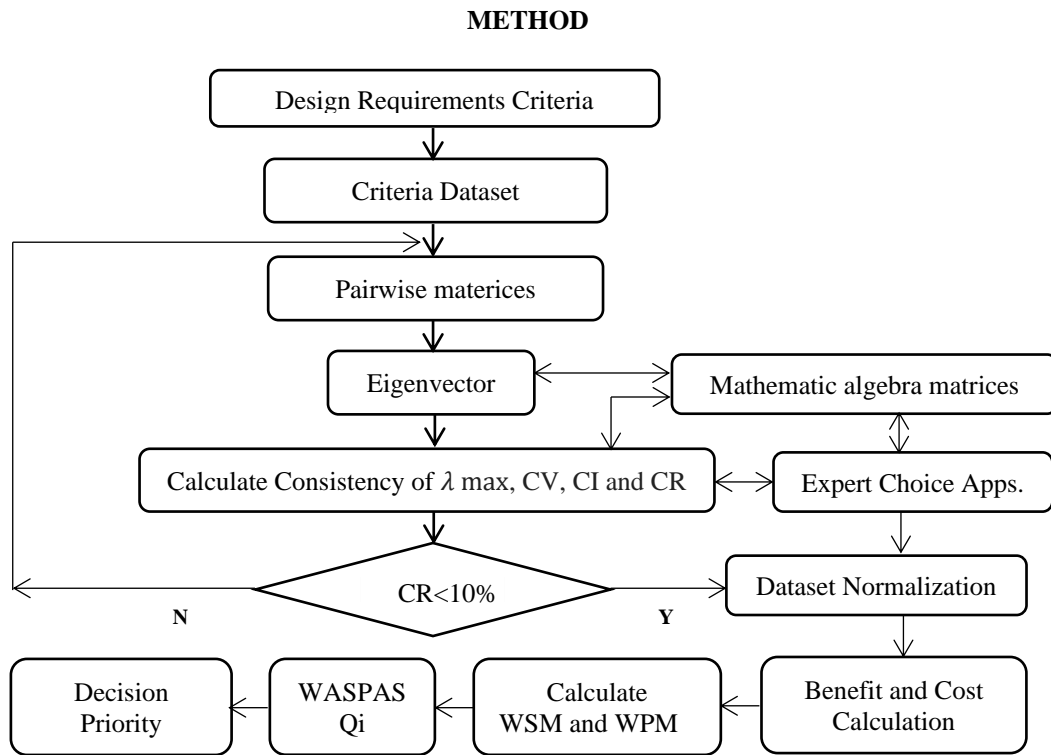 METHOD
Design Requirements Criteria
Criteria Dataset
Pairwise materices
Eigenvector
Mathematic algebra matrices
Calculate Consistency of λ max, CV, CI and CR
Expert Choice Apps.
CR<10%
Dataset Normalization
N
Y
Decision
Priority
WASPAS
Qi
Calculate
WSM and WPM
Benefit and Cost
Calculation